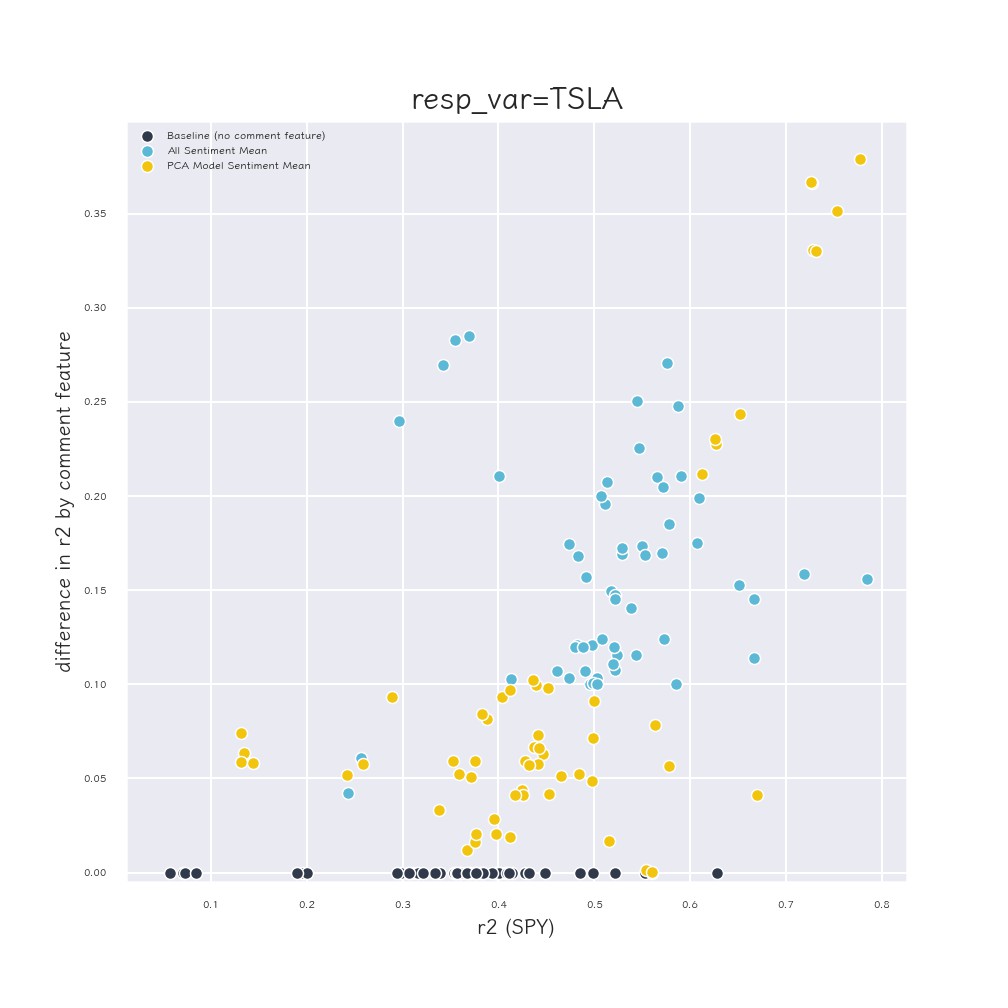 resp_var=TSLA
Baseline (no comment feature)
All Sentiment Mean
PCA Model Sentiment Mean
difference in r2 by comment feature
0.35
0.30
0.25
0.20
0.15
0.10
0.05
0.00
0.1 0.2 0.3 0.4 0.5 0.6 0.7 0.8
r2 (SPY)